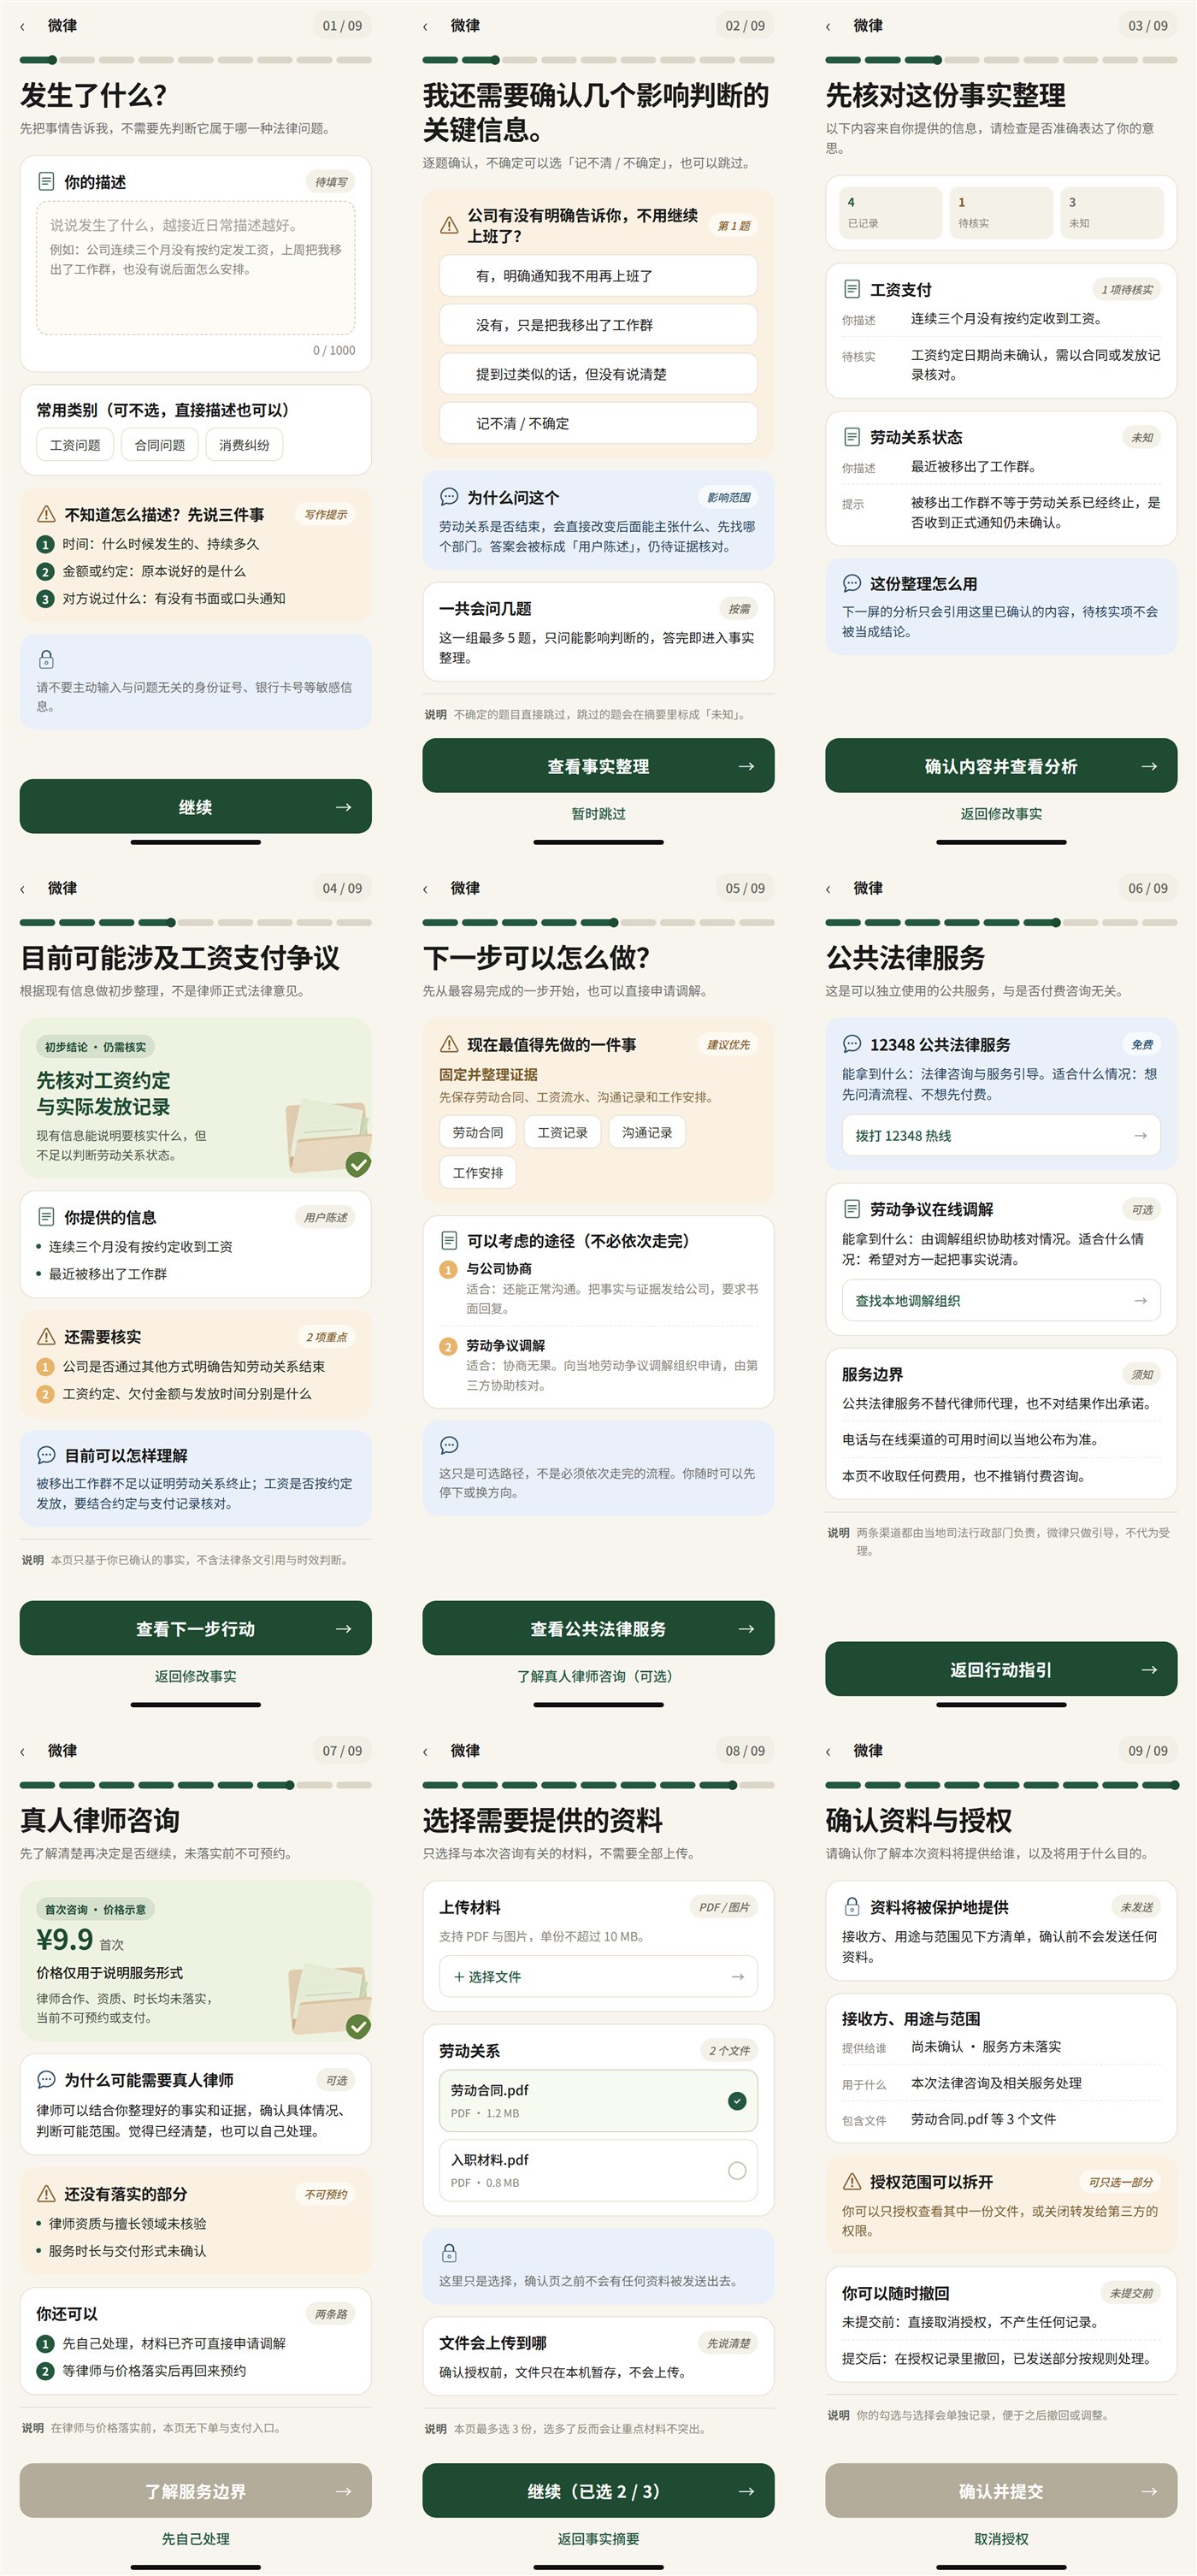 微律
01 / 09
发生了什么？
先把事情告诉我，不需要先判断它属于哪一种法律问题。
你的描述
待填写
说说发生了什么，越接近日常描述越好。
例如：公司连续三个月没有按约定发工资，上周把我移
出了工作群，也没有说后面怎么安排。
0 / 1000
常用类别（可不选，直接描述也可以）
工资问题
合同问题
消费纠纷
不知道怎么描述？先说三件事
写作提示
1 时间：什么时候发生的、持续多久
2 金额或约定：原本说好的是什么
3 对方说过什么：有没有书面或口头通知
请不要主动输入与问题无关的身份证号、银行卡号等敏感信
息。
继续 →
微律
02 / 09
我还需要确认几个影响判断的
关键信息。
逐题确认，不确定可以选「记不清 / 不确定」，也可以跳过。
公司有没有明确告诉你，不用继续
上班了？
第 1 题
有，明确通知我不用再上班了
没有，只是把我移出了工作群
提到过类似的话，但没有说清楚
记不清 / 不确定
为什么问这个
影响范围
劳动关系是否结束，会直接改变后面能主张什么、先找哪
个部门。答案会被标成「用户陈述」，仍待证据核对。
一共会问几题
按需
这一组最多 5 题，只问能影响判断的，答完即进入事实
整理。
说明 不确定的题目直接跳过，跳过的题会在摘要里标成「未知」。
查看事实整理 →
暂时跳过
微律
03 / 09
先核对这份事实整理
以下内容来自你提供的信息，请检查是否准确表达了你的意
思。
4
已记录
1
待核实
3
未知
工资支付
1 项待核实
你描述 连续三个月没有按约定收到工资。
待核实 工资约定日期尚未确认，需以合同或发放记
录核对。
劳动关系状态
未知
你描述 最近被移出了工作群。
提示 被移出工作群不等于劳动关系已经终止，是
否收到正式通知仍未确认。
这份整理怎么用
下一屏的分析只会引用这里已确认的内容，待核实项不会
被当成结论。
确认内容并查看分析 →
返回修改事实
微律
04 / 09
目前可能涉及工资支付争议
根据现有信息做初步整理，不是律师正式法律意见。
初步结论 · 仍需核实
先核对工资约定
与实际发放记录
现有信息能说明要核实什么，但
不足以判断劳动关系状态。
你提供的信息
用户陈述
• 连续三个月没有按约定收到工资
• 最近被移出了工作群
还需要核实
2 项重点
1 公司是否通过其他方式明确告知劳动关系结束
2 工资约定、欠付金额与发放时间分别是什么
目前可以怎样理解
被移出工作群不足以证明劳动关系终止；工资是否按约定
发放，要结合约定与支付记录核对。
说明 本页只基于你已确认的事实，不含法律条文引用与时效判断。
查看下一步行动 →
返回修改事实
微律
05 / 09
下一步可以怎么做？
先从最容易完成的一步开始，也可以直接申请调解。
现在最值得先做的一件事
建议优先
固定并整理证据
先保存劳动合同、工资流水、沟通记录和工作安排。
劳动合同
工资记录
沟通记录
工作安排
可以考虑的途径（不必依次走完）
1 与公司协商
适合：还能正常沟通。把事实与证据发给公司，要求书
面回复。
2 劳动争议调解
适合：协商无果。向当地劳动争议调解组织申请，由第
三方协助核对。
这只是可选路径，不是必须依次走完的流程。你随时可以先
停下或换方向。
查看公共法律服务 →
了解真人律师咨询（可选）
微律
06 / 09
公共法律服务
这是可以独立使用的公共服务，与是否付费咨询无关。
12348 公共法律服务
免费
能拿到什么：法律咨询与服务引导。适合什么情况：想
先问清流程、不想先付费。
拨打 12348 热线 →
劳动争议在线调解
可选
能拿到什么：由调解组织协助核对情况。适合什么情
况：希望对方一起把事实说清。
查找本地调解组织 →
服务边界
须知
公共法律服务不替代律师代理，也不对结果作出承诺。
电话与在线渠道的可用时间以当地公布为准。
本页不收取任何费用，也不推销付费咨询。
说明 两条渠道都由当地司法行政部门负责，微律只做引导，不代为受
理。
返回行动指引 →
微律
07 / 09
真人律师咨询
先了解清楚再决定是否继续，未落实前不可预约。
首次咨询 · 价格示意
¥9.9 首次
价格仅用于说明服务形式
律师合作、资质、时长均未落实，
当前不可预约或支付。
为什么可能需要真人律师
可选
律师可以结合你整理好的事实和证据，确认具体情况、
判断可能范围。觉得已经清楚，也可以自己处理。
还没有落实的部分
不可预约
• 律师资质与擅长领域未核验
• 服务时长与交付形式未确认
你还可以
两条路
1 先自己处理，材料已齐可直接申请调解
2 等律师与价格落实后再回来预约
说明 在律师与价格落实前，本页无下单与支付入口。
了解服务边界 →
先自己处理
微律
08 / 09
选择需要提供的资料
只选择与本次咨询有关的材料，不需要全部上传。
上传材料
PDF / 图片
支持 PDF 与图片，单份不超过 10 MB。
＋ 选择文件 →
劳动关系
2 个文件
劳动合同.pdf
PDF · 1.2 MB
入职材料.pdf
PDF · 0.8 MB
这里只是选择，确认页之前不会有任何资料被发送出去。
文件会上传到哪
先说清楚
确认授权前，文件只在本机暂存，不会上传。
说明 本页最多选 3 份，选多了反而会让重点材料不突出。
继续（已选 2 / 3） →
返回事实摘要
微律
09 / 09
确认资料与授权
请确认你了解本次资料将提供给谁，以及将用于什么目的。
资料将被保护地提供
未发送
接收方、用途与范围见下方清单，确认前不会发送任何
资料。
接收方、用途与范围
提供给谁 尚未确认 · 服务方未落实
用于什么 本次法律咨询及相关服务处理
包含文件 劳动合同.pdf 等 3 个文件
授权范围可以拆开
可只选一部分
你可以只授权查看其中一份文件，或关闭转发给第三方的
权限。
你可以随时撤回
未提交前
未提交前：直接取消授权，不产生任何记录。
提交后：在授权记录里撤回，已发送部分按规则处理。
说明 你的勾选与选择会单独记录，便于之后撤回或调整。
确认并提交 →
取消授权